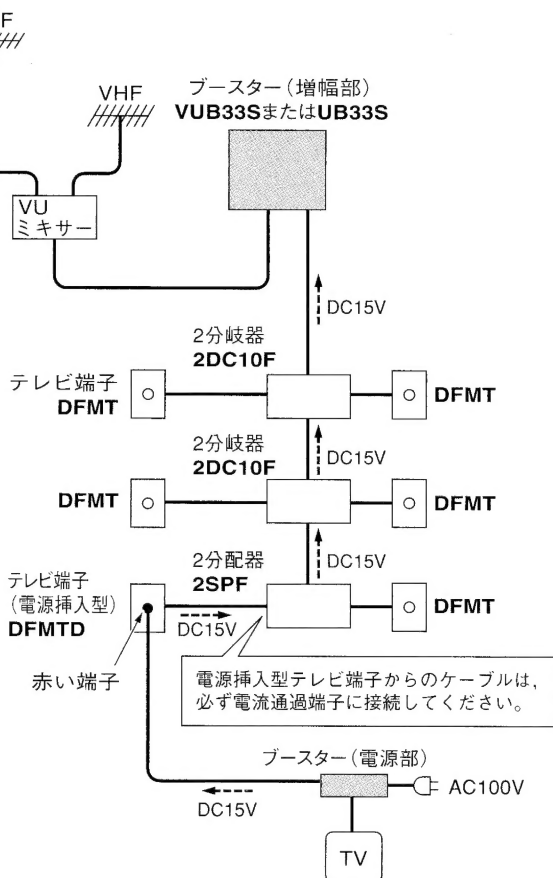 F
VHF
ブースター（増幅部）
VUB33SまたはUB33S
VU
ミキサー
DC15V
2分岐器
2DC10F
テレビ端子
DFMT
DFMT
DC15V
2分岐器
2DC10F
DFMT
DFMT
DC15V
2分配器
2SPF
テレビ端子
（電源挿入型）
DFMTD
DC15V
DFMT
赤い端子
電源挿入型テレビ端子からのケーブルは，
必ず電流通過端子に接続してください。
ブースター（電源部）
DC15V
AC100V
TV